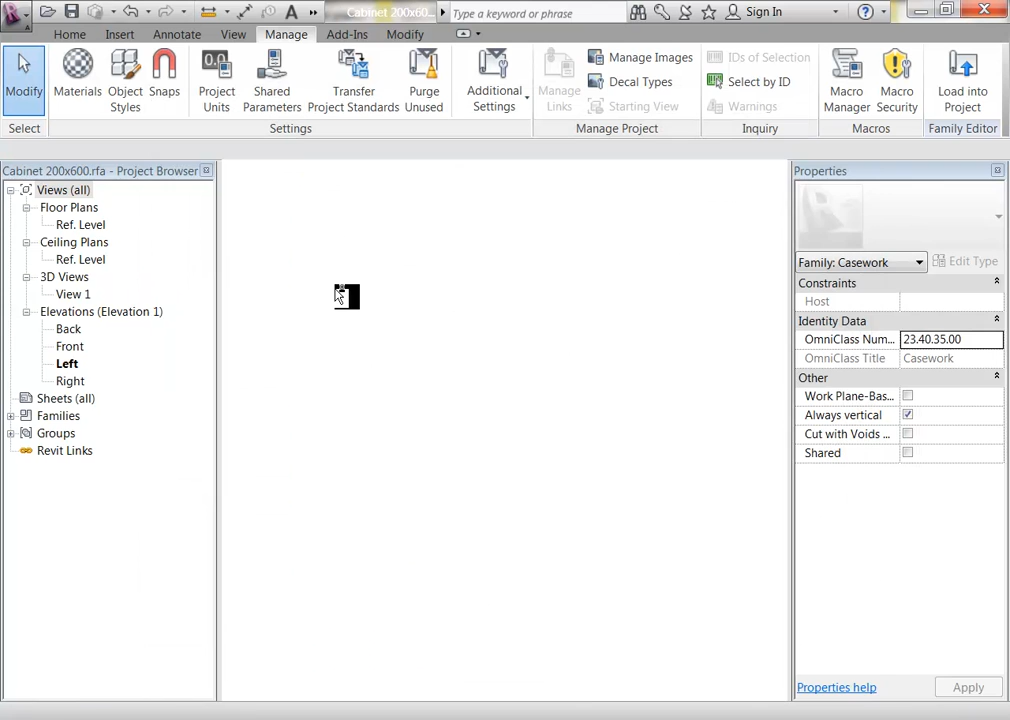 Cabinet 200x60...
Type a keyword or phrase
Sign In
Home Insert Annotate View Manage Add-Ins Modify
Modify
Materials
Object Styles
Snaps
Project Units
Shared Parameters
Transfer Project Standards
Purge Unused
Additional Settings
Manage Links
Manage Images
Decal Types
Starting View
IDs of Selection
Select by ID
Warnings
Macro Manager
Macro Security
Load into Project
Select
Settings
Manage Project
Inquiry
Macros
Family Editor
Cabinet 200x600.rfa - Project Browser
Views (all)
Floor Plans
Ref. Level
Ceiling Plans
Ref. Level
3D Views
View 1
Elevations (Elevation 1)
Back
Front
Left
Right
Sheets (all)
Families
Groups
Revit Links
Properties
Family: Casework
Edit Type
Constraints
Host
Identity Data
OmniClass Num... 23.40.35.00
OmniClass Title Casework
Other
Work Plane-Bas...
Always vertical
Cut with Voids ...
Shared
Properties help
Apply